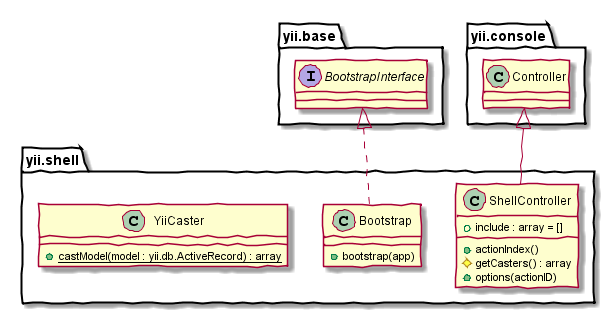 yii.base
yii.console
I BootstrapInterface
C Controller
yii.shell
C YiiCaster
castModel(model : yii.db.ActiveRecord) : array
C Bootstrap
bootstrap(app)
C ShellController
include : array = []
actionIndex()
getCasters() : array
options(actionID)